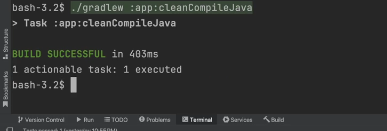 bash-3.2$ ./gradlew :app:cleanCompileJava
> Task :app:cleanCompileJava
BUILD SUCCESSFUL in 403ms
1 actionable task: 1 executed
bash-3.2$
Structure
Bookmarks
Version Control Run TODO Problems Terminal Services Build